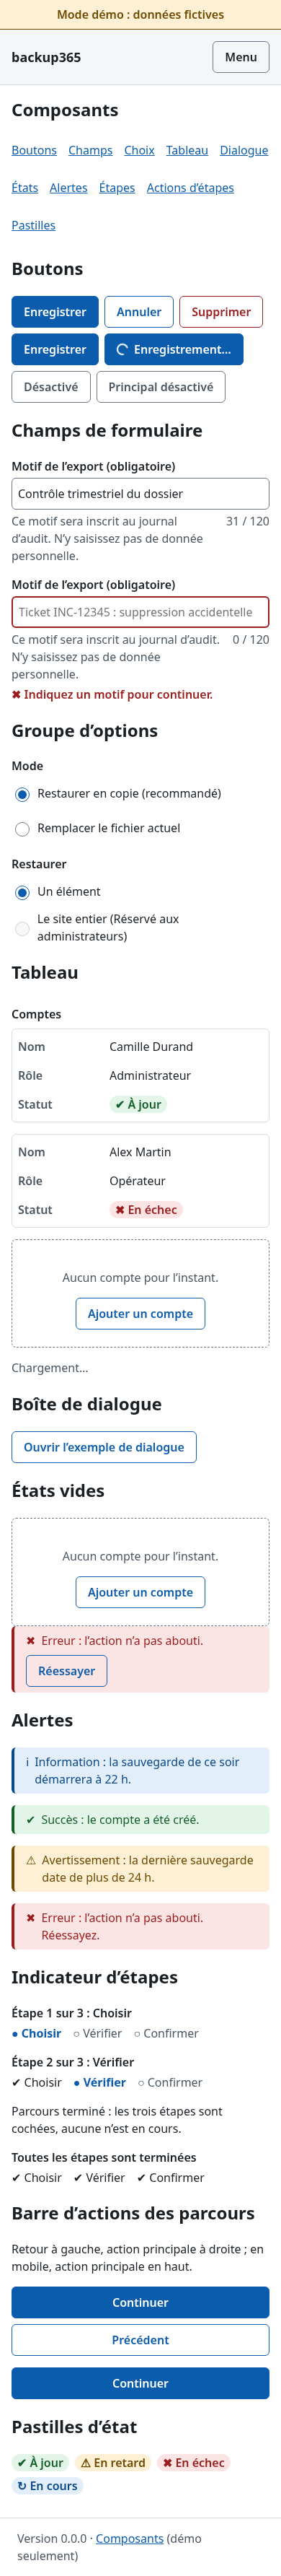 Mode démo : données fictives
backup365
Menu
Composants
Boutons Champs Choix Tableau Dialogue
États Alertes Étapes Actions d’étapes
Pastilles
Boutons
Enregistrer Annuler Supprimer
Enregistrer Enregistrement…
Désactivé Principal désactivé
Champs de formulaire
Motif de l’export (obligatoire)
Contrôle trimestriel du dossier
Ce motif sera inscrit au journal 31 / 120
d’audit. N’y saisissez pas de donnée
personnelle.
Motif de l’export (obligatoire)
Ticket INC-12345 : suppression accidentelle
Ce motif sera inscrit au journal d’audit. 0 / 120
N’y saisissez pas de donnée
personnelle.
✖ Indiquez un motif pour continuer.
Groupe d’options
Mode
Restaurer en copie (recommandé)
Remplacer le fichier actuel
Restaurer
Un élément
Le site entier (Réservé aux
administrateurs)
Tableau
Comptes
Nom Camille Durand
Rôle Administrateur
Statut ✔ À jour
Nom Alex Martin
Rôle Opérateur
Statut ✖ En échec
Aucun compte pour l’instant.
Ajouter un compte
Chargement…
Boîte de dialogue
Ouvrir l’exemple de dialogue
États vides
Aucun compte pour l’instant.
Ajouter un compte
✖ Erreur : l’action n’a pas abouti.
Réessayer
Alertes
i Information : la sauvegarde de ce soir
démarrera à 22 h.
✔ Succès : le compte a été créé.
⚠ Avertissement : la dernière sauvegarde
date de plus de 24 h.
✖ Erreur : l’action n’a pas abouti.
Réessayez.
Indicateur d’étapes
Étape 1 sur 3 : Choisir
● Choisir ○ Vérifier ○ Confirmer
Étape 2 sur 3 : Vérifier
✔ Choisir ● Vérifier ○ Confirmer
Parcours terminé : les trois étapes sont
cochées, aucune n’est en cours.
Toutes les étapes sont terminées
✔ Choisir ✔ Vérifier ✔ Confirmer
Barre d’actions des parcours
Retour à gauche, action principale à droite ; en
mobile, action principale en haut.
Continuer
Précédent
Continuer
Pastilles d’état
✔ À jour ⚠ En retard ✖ En échec
↻ En cours
Version 0.0.0 · Composants (démo
seulement)